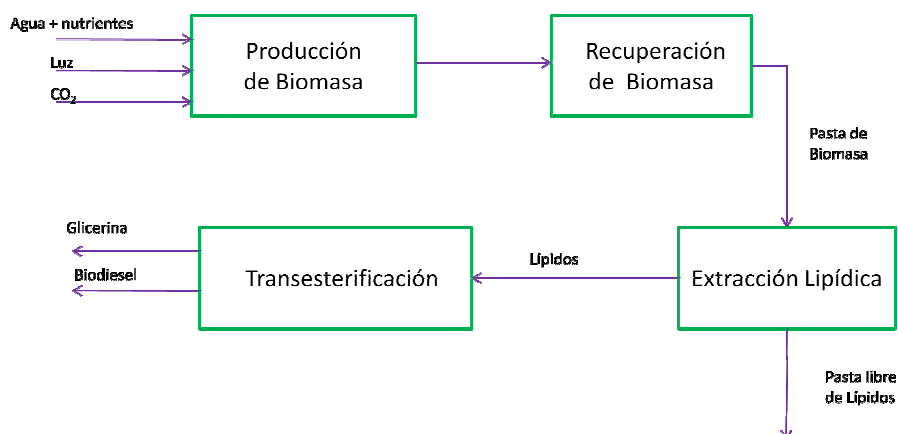 Agua + nutrientes
Luz
CO₂
Producción
de Biomasa
Recuperación
de Biomasa
Pasta de
Biomasa
Glicerina
Biodiesel
Transesterificación
Lípidos
Extracción Lipídica
Pasta libre
de Lípidos